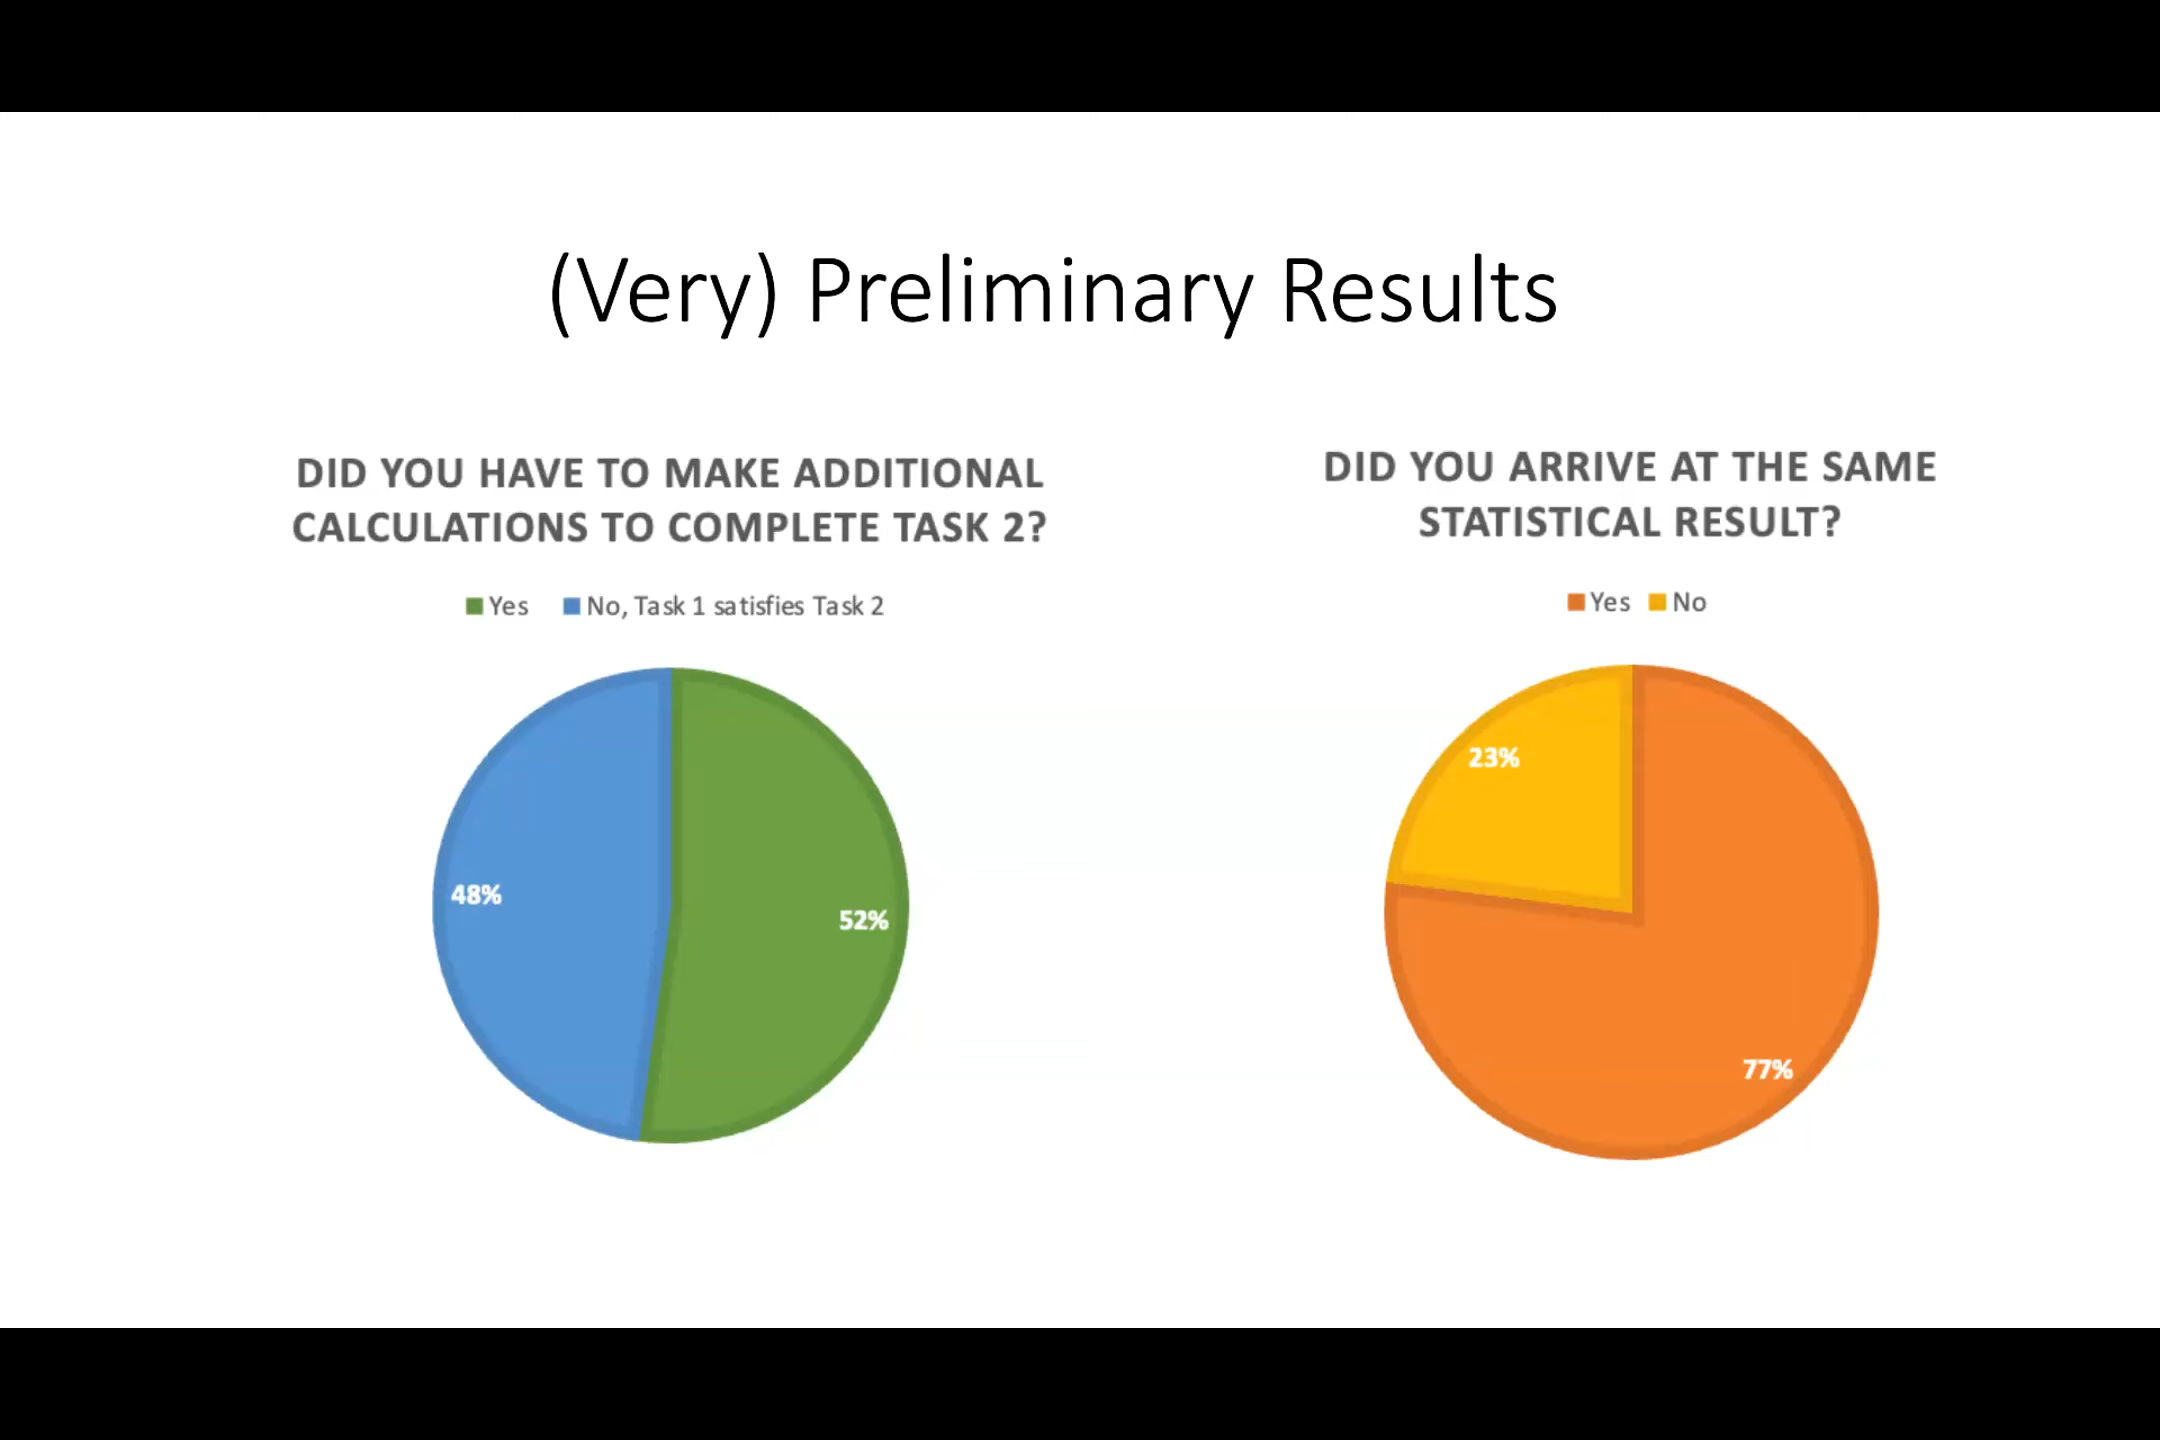 (Very) Preliminary Results
DID YOU HAVE TO MAKE ADDITIONAL
CALCULATIONS TO COMPLETE TASK 2?
Yes No, Task 1 satisfies Task 2
48%
52%
DID YOU ARRIVE AT THE SAME
STATISTICAL RESULT?
Yes No
23%
77%